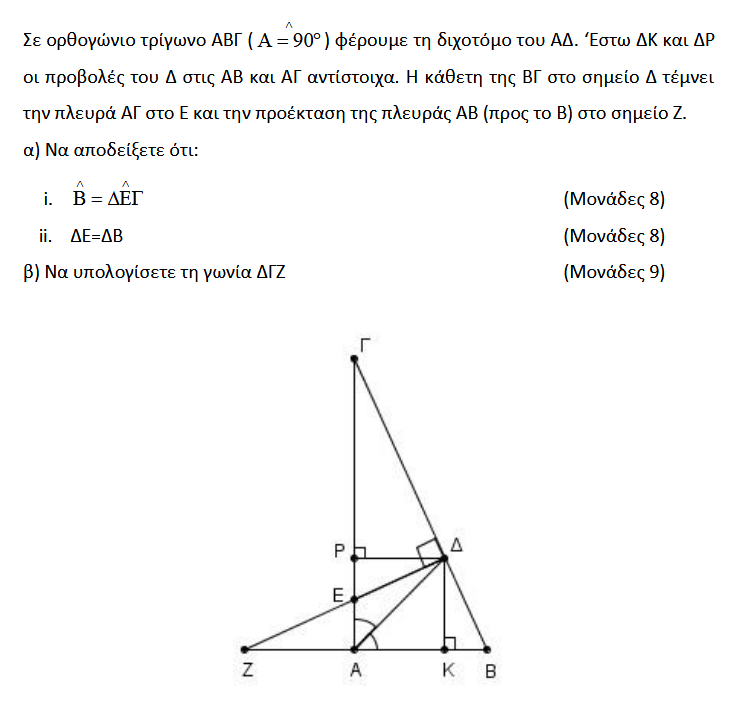 Σε ορθογώνιο τρίγωνο ΑΒΓ ( Α = 90° ^ ) φέρουμε τη διχοτόμο του ΑΔ. Έστω ΔΚ και ΔΡ
οι προβολές του Δ στις ΑΒ και ΑΓ αντίστοιχα. Η κάθετη της ΒΓ στο σημείο Δ τέμνει
την πλευρά ΑΓ στο Ε και την προέκταση της πλευράς ΑΒ (προς το Β) στο σημείο Ζ.
α) Να αποδείξετε ότι:
i. Β̂ = ΔΕ̂Γ (Μονάδες 8)
ii. ΔΕ=ΔΒ (Μονάδες 8)
β) Να υπολογίσετε τη γωνία ΔΓΖ (Μονάδες 9)
Γ
Ρ Δ
Ε
Ζ Α Κ Β